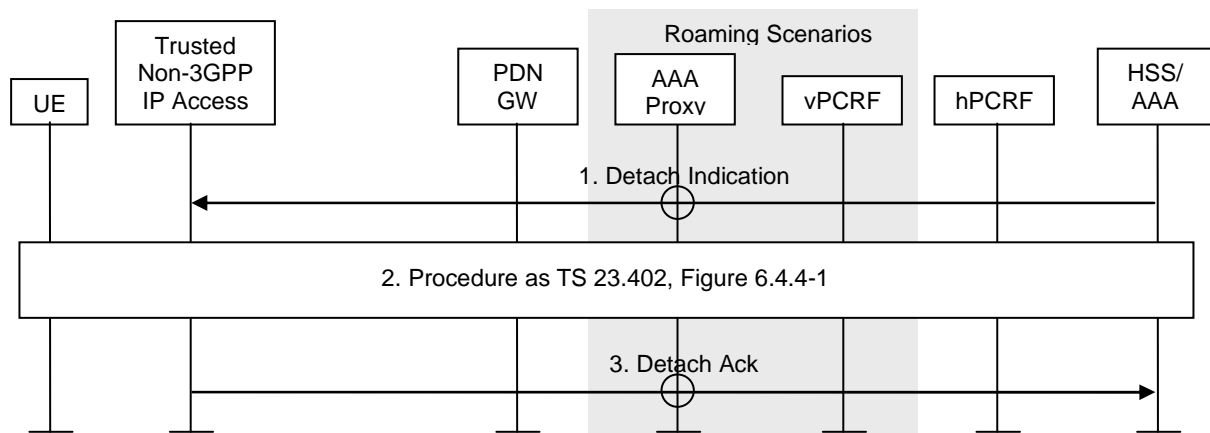 Roaming Scenarios
UE
Trusted
Non-3GPP
IP Access
PDN
GW
AAA
Proxy
vPCRF
hPCRF
HSS/
AAA
1. Detach Indication
2. Procedure as TS 23.402, Figure 6.4.4-1
3. Detach Ack